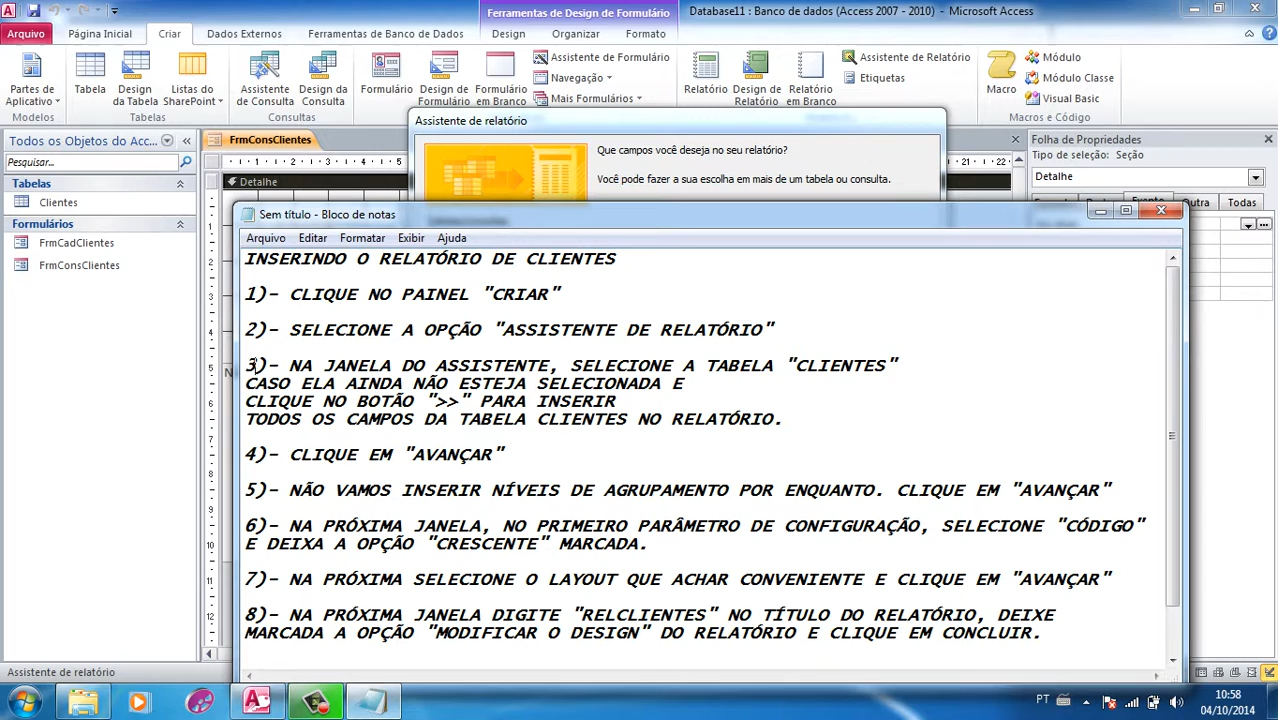 Ferramentas de Design de Formulário
Database11 : Banco de dados (Access 2007 - 2010) - Microsoft Access
Arquivo
Página Inicial
Criar
Dados Externos
Ferramentas de Banco de Dados
Design
Organizar
Formato
Partes de Aplicativo
Tabela
Design da Tabela
Listas do SharePoint
Assistente de Consulta
Design da Consulta
Formulário
Design de Formulário
Formulário em Branco
Assistente de Formulário
Navegação
Mais Formulários
Relatório
Design de Relatório
Relatório em Branco
Assistente de Relatório
Etiquetas
Macro
Módulo
Módulo Classe
Visual Basic
Modelos
Tabelas
Consultas
Macros e Código
Todos os Objetos do Acc...
Pesquisar...
Tabelas
Clientes
Formulários
FrmCadClientes
FrmConsClientes
FrmConsClientes
Detalhe
Assistente de relatório
Que campos você deseja no seu relatório?
Você pode fazer a sua escolha em mais de um tabela ou consulta.
Folha de Propriedades
Tipo de seleção: Seção
Detalhe
Outra
Todas
Sem título - Bloco de notas
Arquivo
Editar
Formatar
Exibir
Ajuda
INSERINDO O RELATÓRIO DE CLIENTES
1)- CLIQUE NO PAINEL "CRIAR"
2)- SELECIONE A OPÇÃO "ASSISTENTE DE RELATÓRIO"
3)- NA JANELA DO ASSISTENTE, SELECIONE A TABELA "CLIENTES"
CASO ELA AINDA NÃO ESTEJA SELECIONADA E
CLIQUE NO BOTÃO ">>" PARA INSERIR
TODOS OS CAMPOS DA TABELA CLIENTES NO RELATÓRIO.
4)- CLIQUE EM "AVANÇAR"
5)- NÃO VAMOS INSERIR NÍVEIS DE AGRUPAMENTO POR ENQUANTO. CLIQUE EM "AVANÇAR"
6)- NA PRÓXIMA JANELA, NO PRIMEIRO PARÂMETRO DE CONFIGURAÇÃO, SELECIONE "CÓDIGO"
E DEIXA A OPÇÃO "CRESCENTE" MARCADA.
7)- NA PRÓXIMA SELECIONE O LAYOUT QUE ACHAR CONVENIENTE E CLIQUE EM "AVANÇAR"
8)- NA PRÓXIMA JANELA DIGITE "RELCLIENTES" NO TÍTULO DO RELATÓRIO, DEIXE
MARCADA A OPÇÃO "MODIFICAR O DESIGN" DO RELATÓRIO E CLIQUE EM CONCLUIR.
Assistente de relatório
PT
10:58
04/10/2014